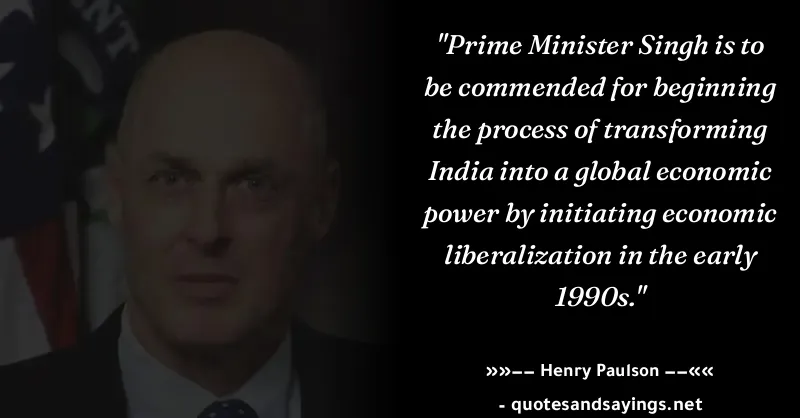 "Prime Minister Singh is to
be commended for beginning
the process of transforming
India into a global economic
power by initiating economic
liberalization in the early
1990s."
»»–– Henry Paulson ––««
- quotesandsayings.net
NT